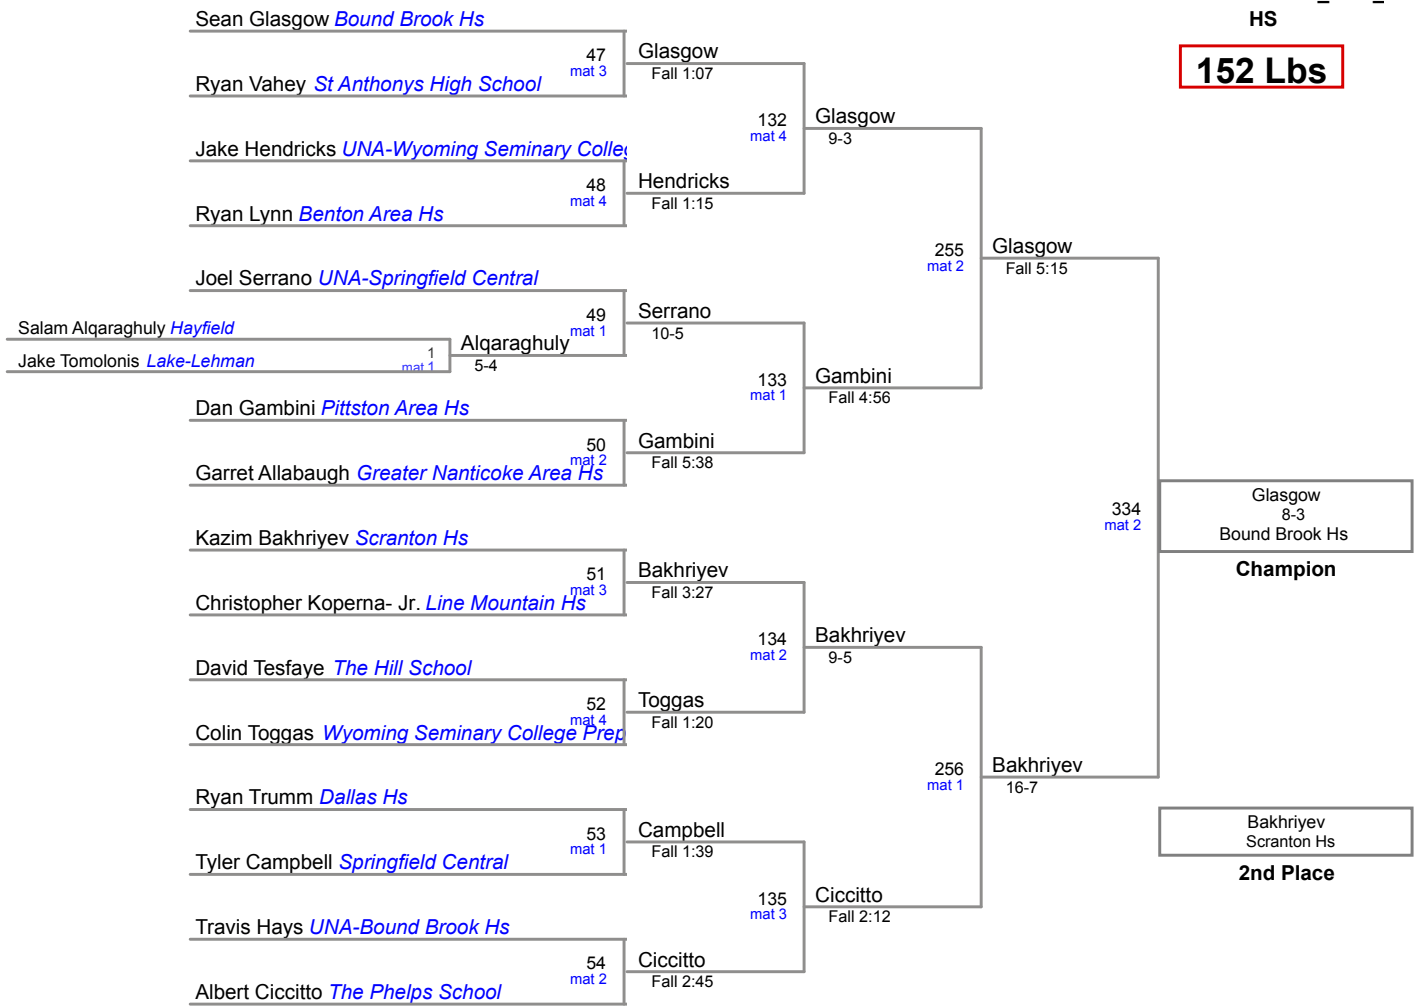 HS
152 Lbs
Sean Glasgow Bound Brook Hs
47
mat 3
Glasgow
Fall 1:07
Ryan Vahey St Anthonys High School
132
mat 4
Glasgow
9-3
Jake Hendricks UNA-Wyoming Seminary Colle
48
mat 4
Hendricks
Fall 1:15
Ryan Lynn Benton Area Hs
255
mat 2
Glasgow
Fall 5:15
Joel Serrano UNA-Springfield Central
49
mat 1
Serrano
10-5
Salam Alqaraghuly Hayfield
1
mat 1
Alqaraghuly
5-4
Jake Tomolonis Lake-Lehman
133
mat 1
Gambini
Fall 4:56
Dan Gambini Pittston Area Hs
50
mat 2
Gambini
Fall 5:38
Garret Allabaugh Greater Nanticoke Area Hs
334
mat 2
Glasgow
8-3
Bound Brook Hs
Champion
Kazim Bakhriyev Scranton Hs
51
mat 3
Bakhriyev
Fall 3:27
Christopher Koperna- Jr. Line Mountain Hs
134
mat 2
Bakhriyev
9-5
David Tesfaye The Hill School
52
mat 4
Toggas
Fall 1:20
Colin Toggas Wyoming Seminary College Prep
256
mat 1
Bakhriyev
16-7
Ryan Trumm Dallas Hs
53
mat 1
Campbell
Fall 1:39
Tyler Campbell Springfield Central
Bakhriyev
Scranton Hs
2nd Place
135
mat 3
Ciccitto
Fall 2:12
Travis Hays UNA-Bound Brook Hs
54
mat 2
Ciccitto
Fall 2:45
Albert Ciccitto The Phelps School